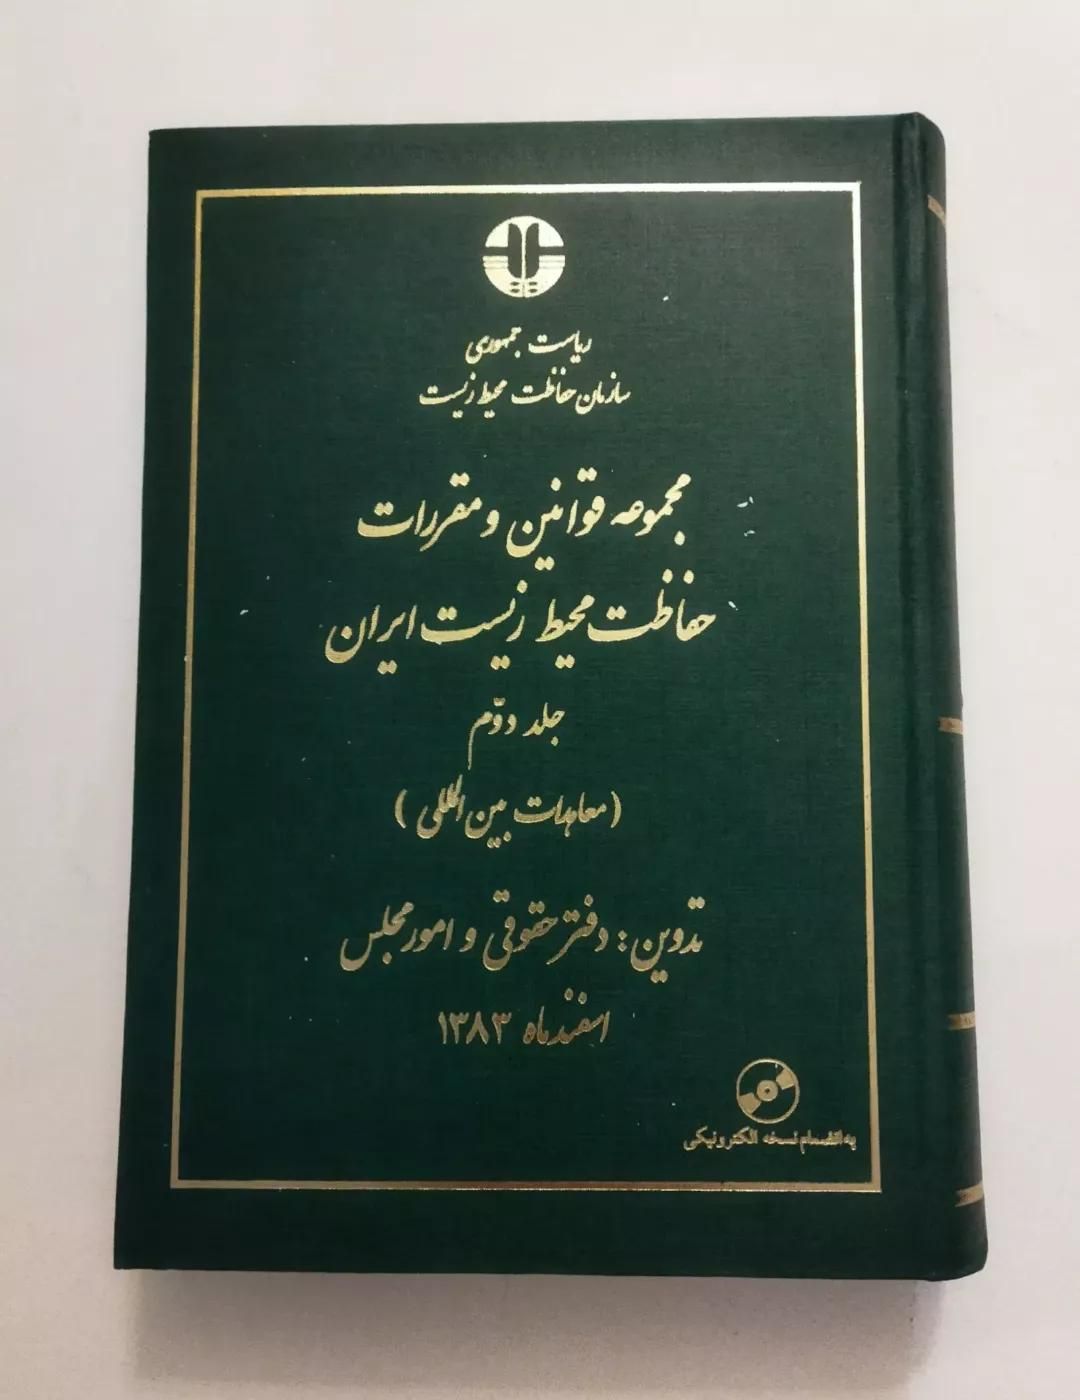 ریاست جمهوری
سازمان حفاظت محیط زیست
مجموعه قوانین و مقررات
حفاظت محیط زیست ایران
جلد دوّم
(معاهدات بین المللی)
تدوین: دفتر حقوقی و امور مجلس
اسفندماه ۱۳۸۳
به انضمام نسخه الکترونیکی